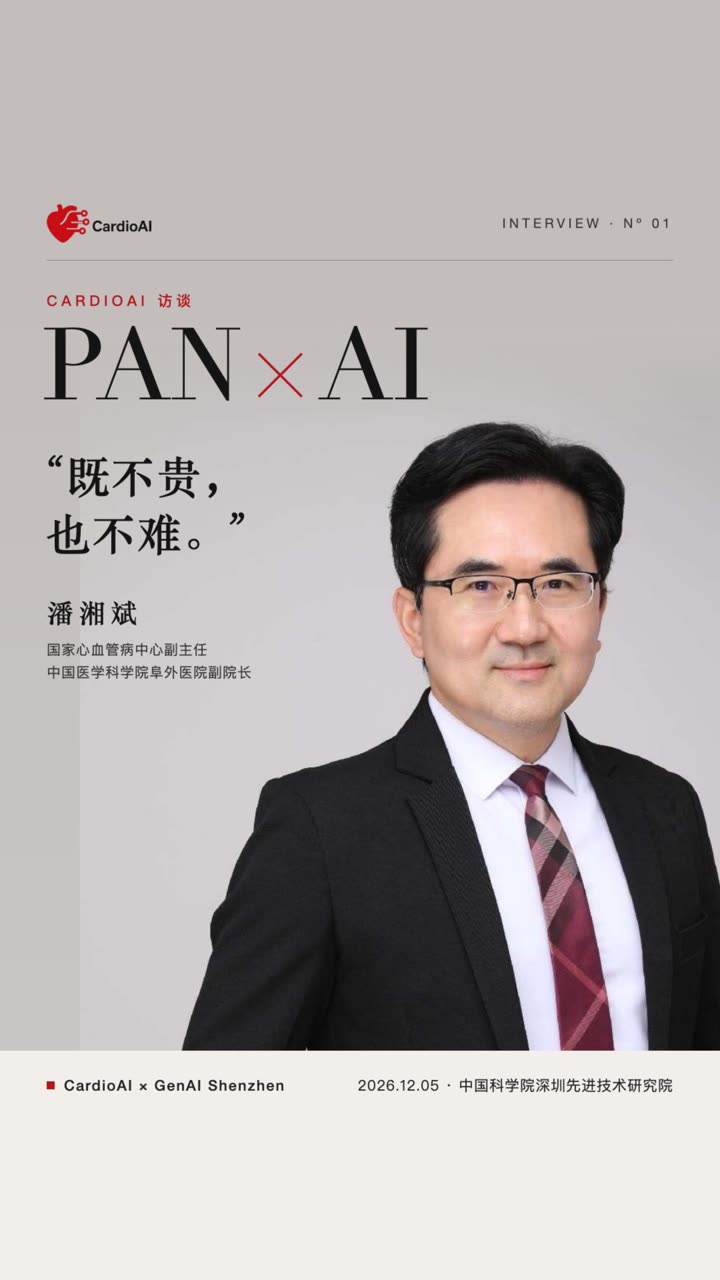 CardioAI
INTERVIEW · Nº 01
CARDIOAI 访谈
PAN×AI
“既不贵，
也不难。”
潘湘斌
国家心血管病中心副主任
中国医学科学院阜外医院副院长
CardioAI × GenAI Shenzhen
2026.12.05 · 中国科学院深圳先进技术研究院